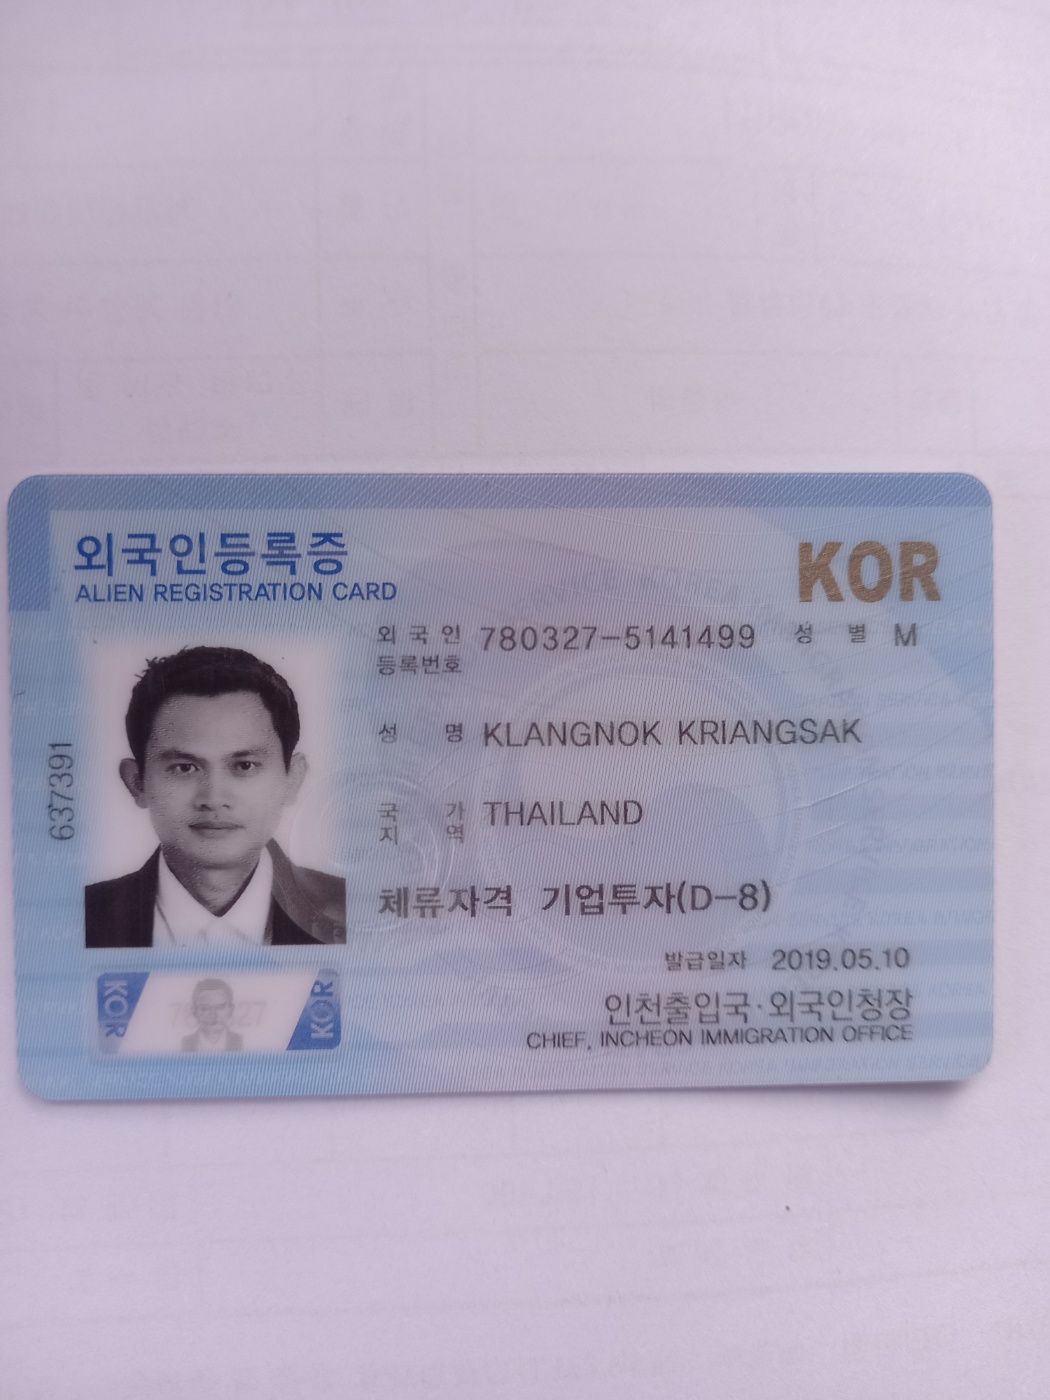 외국인등록증
ALIEN REGISTRATION CARD
KOR
외국인 등록번호 780327-5141499 성별 M
성명 KLANGNOK KRIANGSAK
국가 지역 THAILAND
체류자격 기업투자(D-8)
발급일자 2019.05.10
인천출입국·외국인청장
CHIEF, INCHEON IMMIGRATION OFFICE
637391
KOR
KOR